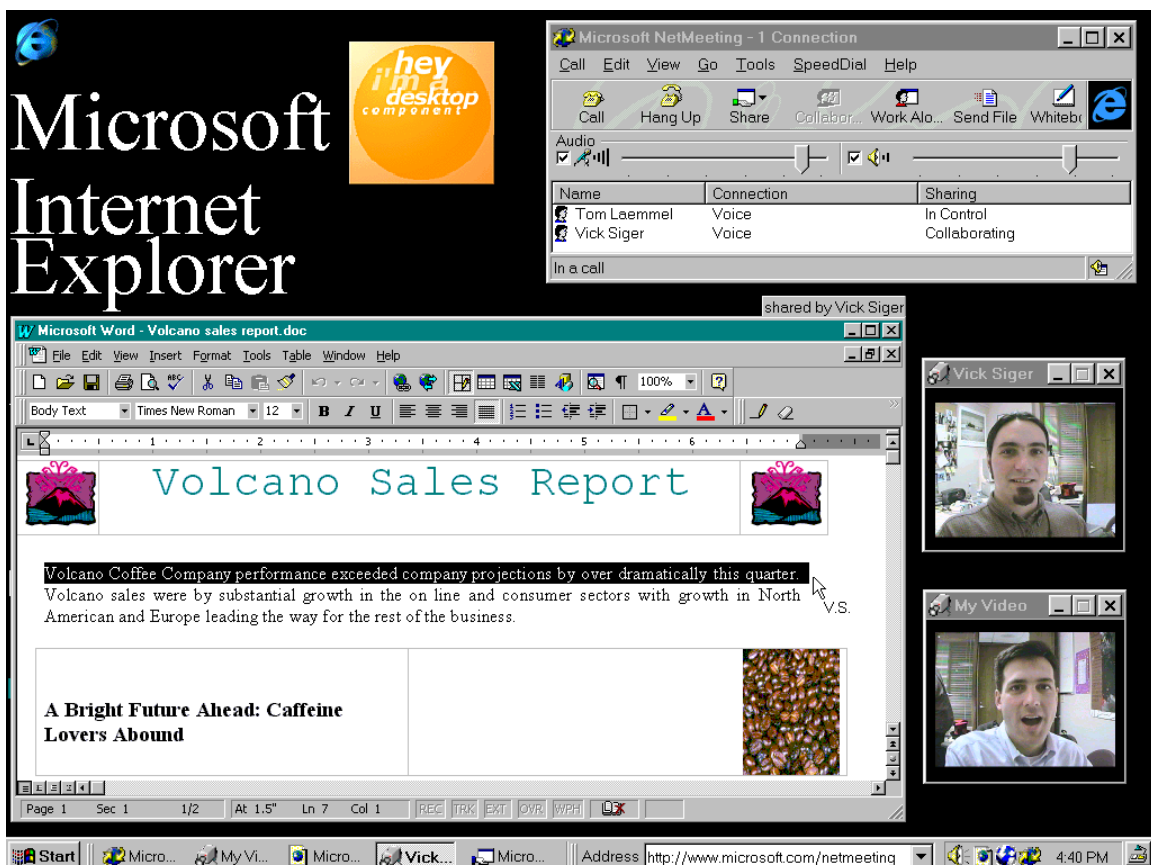 Microsoft
Internet
Explorer
hey
i'm a
desktop
component
Microsoft NetMeeting - 1 Connection
Call Edit View Go Tools SpeedDial Help
Call Hang Up Share Collabor... Work Alo... Send File Whitebo
Audio
Name Connection Sharing
Tom Laemmel Voice In Control
Vick Siger Voice Collaborating
In a call
shared by Vick Siger
Microsoft Word - Volcano sales report.doc
File Edit View Insert Format Tools Table Window Help
100%
Body Text Times New Roman 12 B I U A
1 2 3 4 5 6
Volcano Sales Report
Volcano Coffee Company performance exceeded company projections by over dramatically this quarter.
Volcano sales were by substantial growth in the on line and consumer sectors with growth in North
American and Europe leading the way for the rest of the business.
V.S.
A Bright Future Ahead: Caffeine
Lovers Abound
Page 1 Sec 1 1/2 At 1.5" Ln 7 Col 1 REC TRK EXT OVR WPH
Vick Siger
My Video
Start Micro... My Vi... Micro... Vick... Micro... Address http://www.microsoft.com/netmeeting 4:40 PM